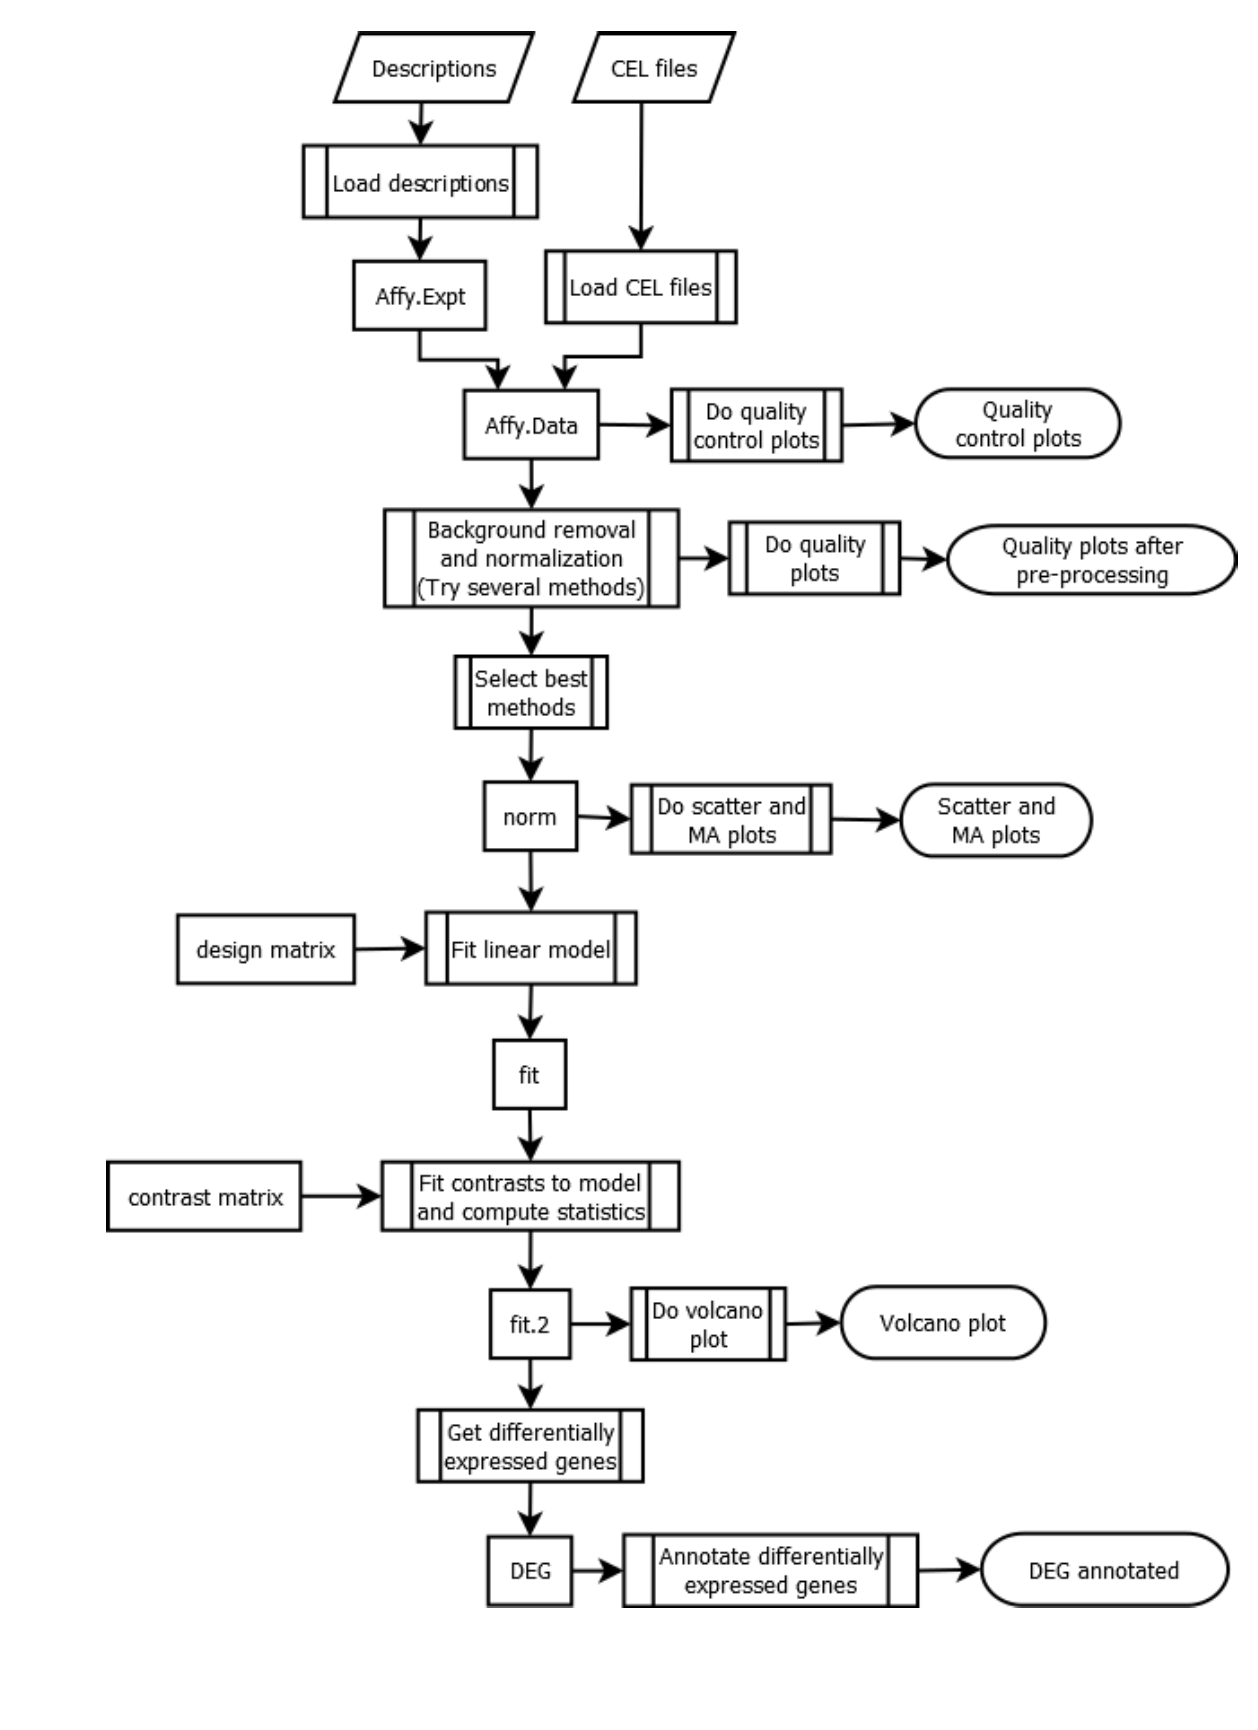 Descriptions
CEL files
Load descriptions
Affy.Expt
Load CEL files
Affy.Data
Do quality
control plots
Quality
control plots
Background removal
and normalization
(Try several methods)
Do quality
plots
Quality plots after
pre-processing
Select best
methods
norm
Do scatter and
MA plots
Scatter and
MA plots
design matrix
Fit linear model
fit
contrast matrix
Fit contrasts to model
and compute statistics
fit.2
Do volcano
plot
Volcano plot
Get differentially
expressed genes
DEG
Annotate differentially
expressed genes
DEG annotated